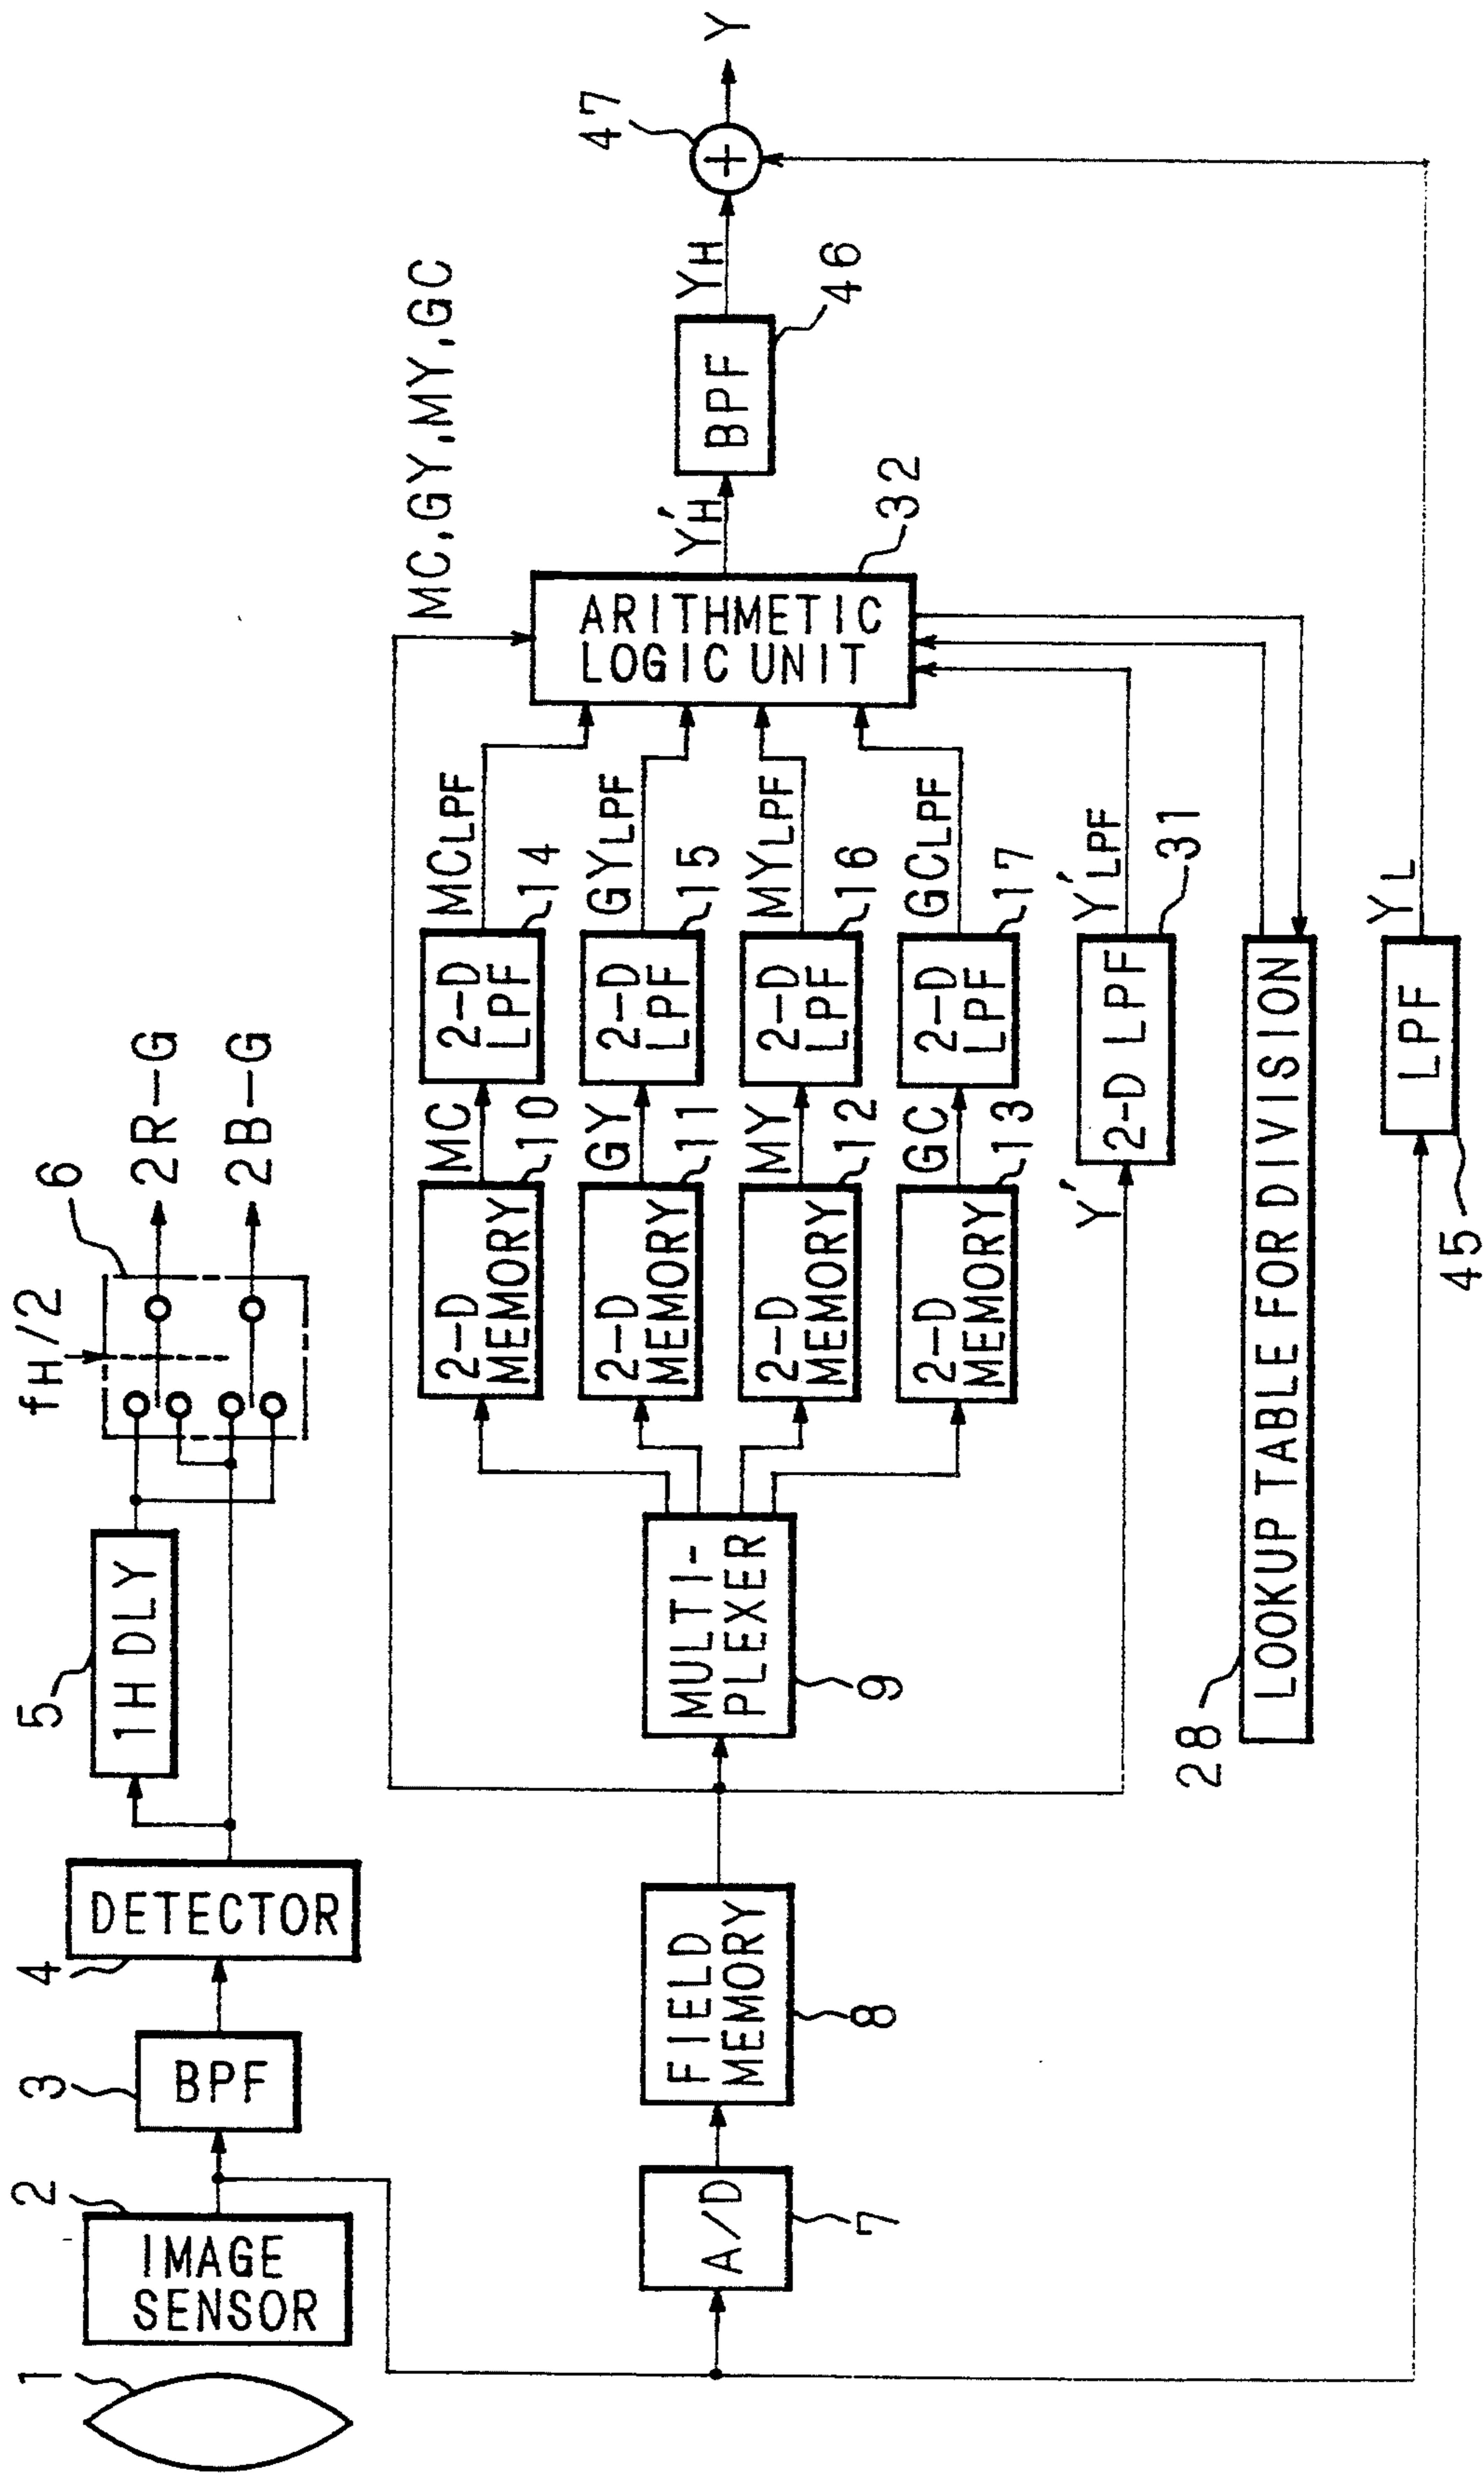 1
2
IMAGE
SENSOR
3
BPF
4
DETECTOR
5
1H DLY
fH/2
6
2R-G
2B-G
7
A/D
8
FIELD
MEMORY
9
MULTI-
PLEXER
2-D
MEMORY
10
MC
2-D
LPF
14
MCLPF
2-D
MEMORY
11
GY
2-D
LPF
15
GYLPF
2-D
MEMORY
12
MY
2-D
LPF
16
MYLPF
2-D
MEMORY
13
GC
2-D
LPF
17
GCLPF
Y'
2-D LPF
31
Y'LPF
28
LOOKUP TABLE FOR DIVISION
MC,GY,MY,GC
ARITHMETIC
LOGIC UNIT
32
Y'H
BPF
46
YH
47
+
Y
45
LPF
YL